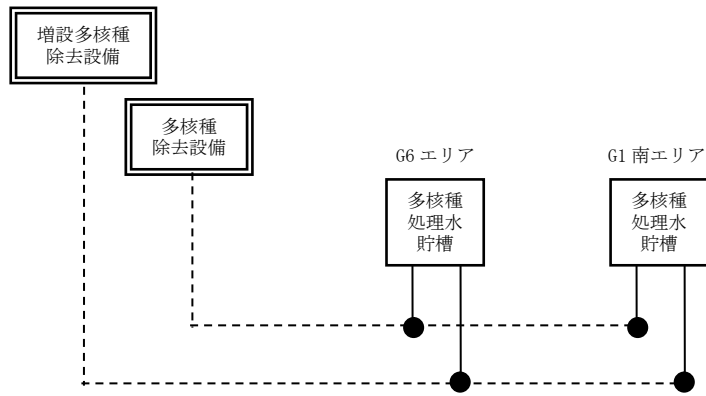 増設多核種
除去設備
多核種
除去設備
G6 エリア
多核種
処理水
貯槽
G1 南エリア
多核種
処理水
貯槽